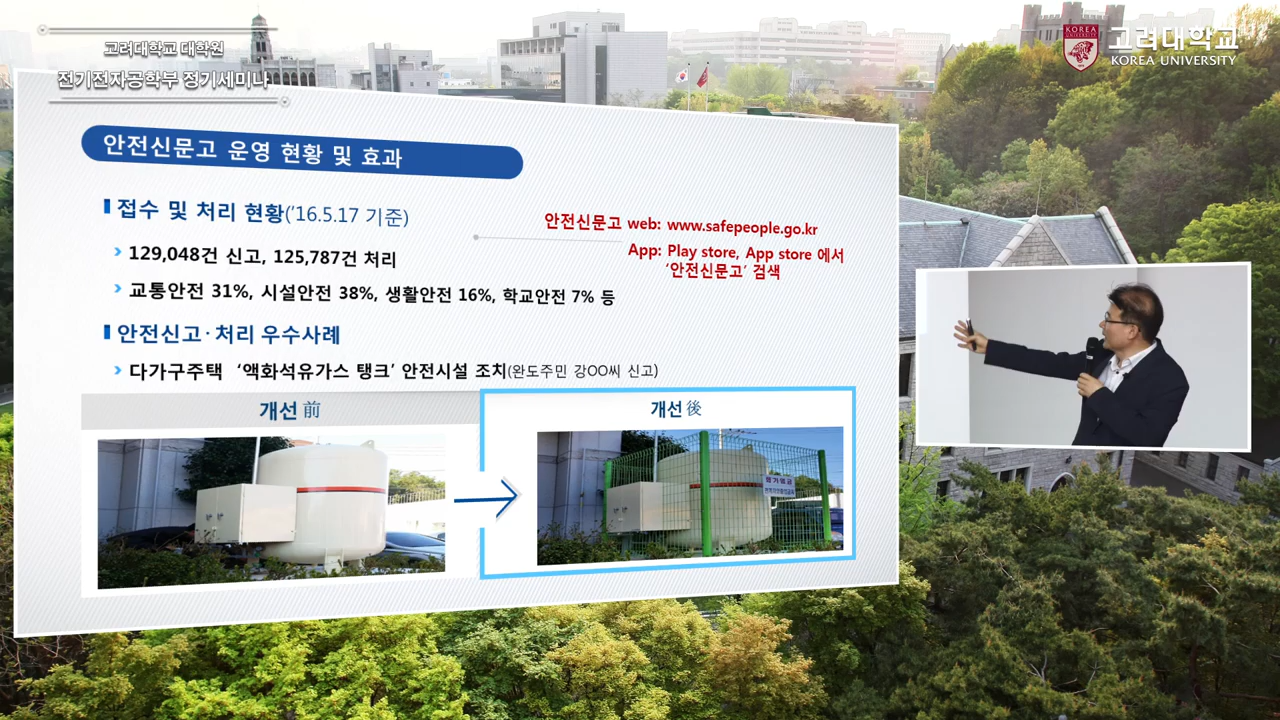 고려대학교 대학원
전기전자공학부 정기세미나
KOREA
고려대학교
KOREA UNIVERSITY
안전신문고 운영 현황 및 효과
접수 및 처리 현황('16.5.17 기준)
129,048건 신고, 125,787건 처리
교통안전 31%, 시설안전 38%, 생활안전 16%, 학교안전 7% 등
안전신문고 web: www.safepeople.go.kr
App: Play store, App store 에서
'안전신문고' 검색
안전신고·처리 우수사례
다가구주택 '액화석유가스 탱크' 안전시설 조치(완도주민 강OO씨 신고)
개선 前
개선 後